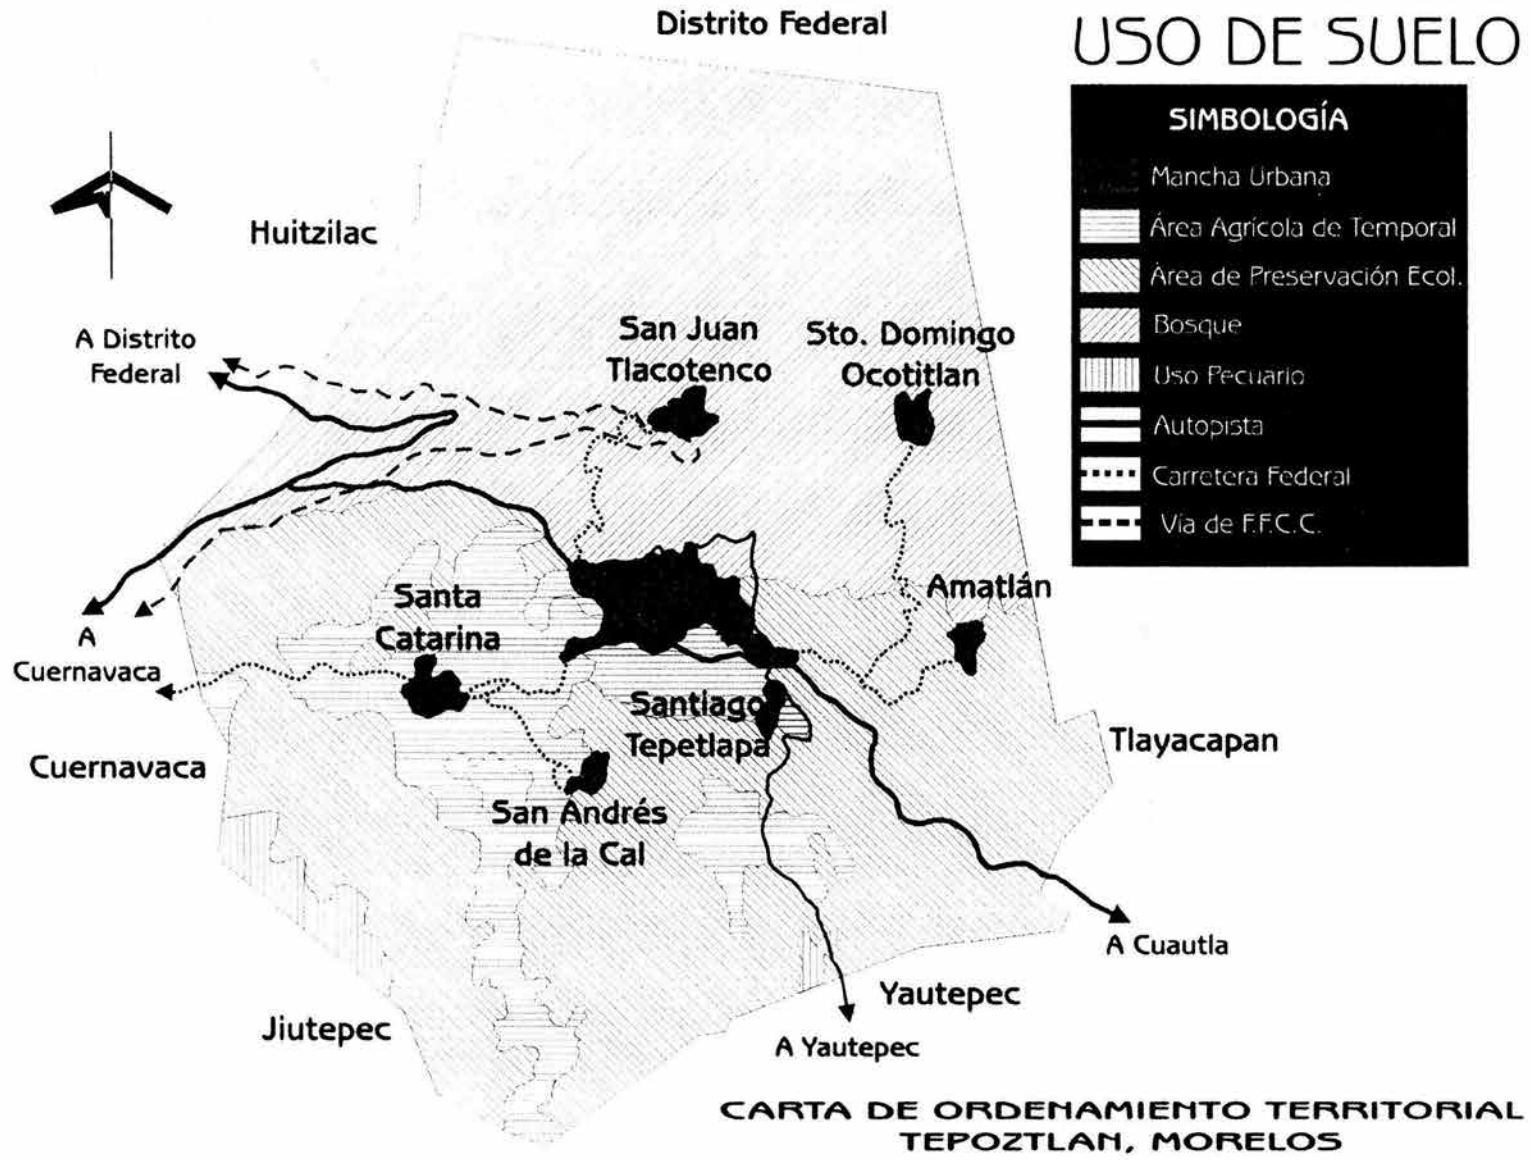 Distrito Federal
USO DE SUELO
SIMBOLOGÍA
Mancha Urbana
Área Agrícola de Temporal
Área de Preservación Ecol.
Bosque
Uso Pecuario
Autopista
Carretera Federal
Vía de F.F.C.C.
Huitzilac
A Distrito
Federal
San Juan
Tlacotenco
Sto. Domingo
Ocotitlan
Amatlán
Santa
Catarina
A
Cuernavaca
Cuernavaca
Santiago
Tepetlapa
Tlayacapan
San Andrés
de la Cal
A Cuautla
Yautepec
Jiutepec
A Yautepec
CARTA DE ORDENAMIENTO TERRITORIAL
TEPOZTLAN, MORELOS